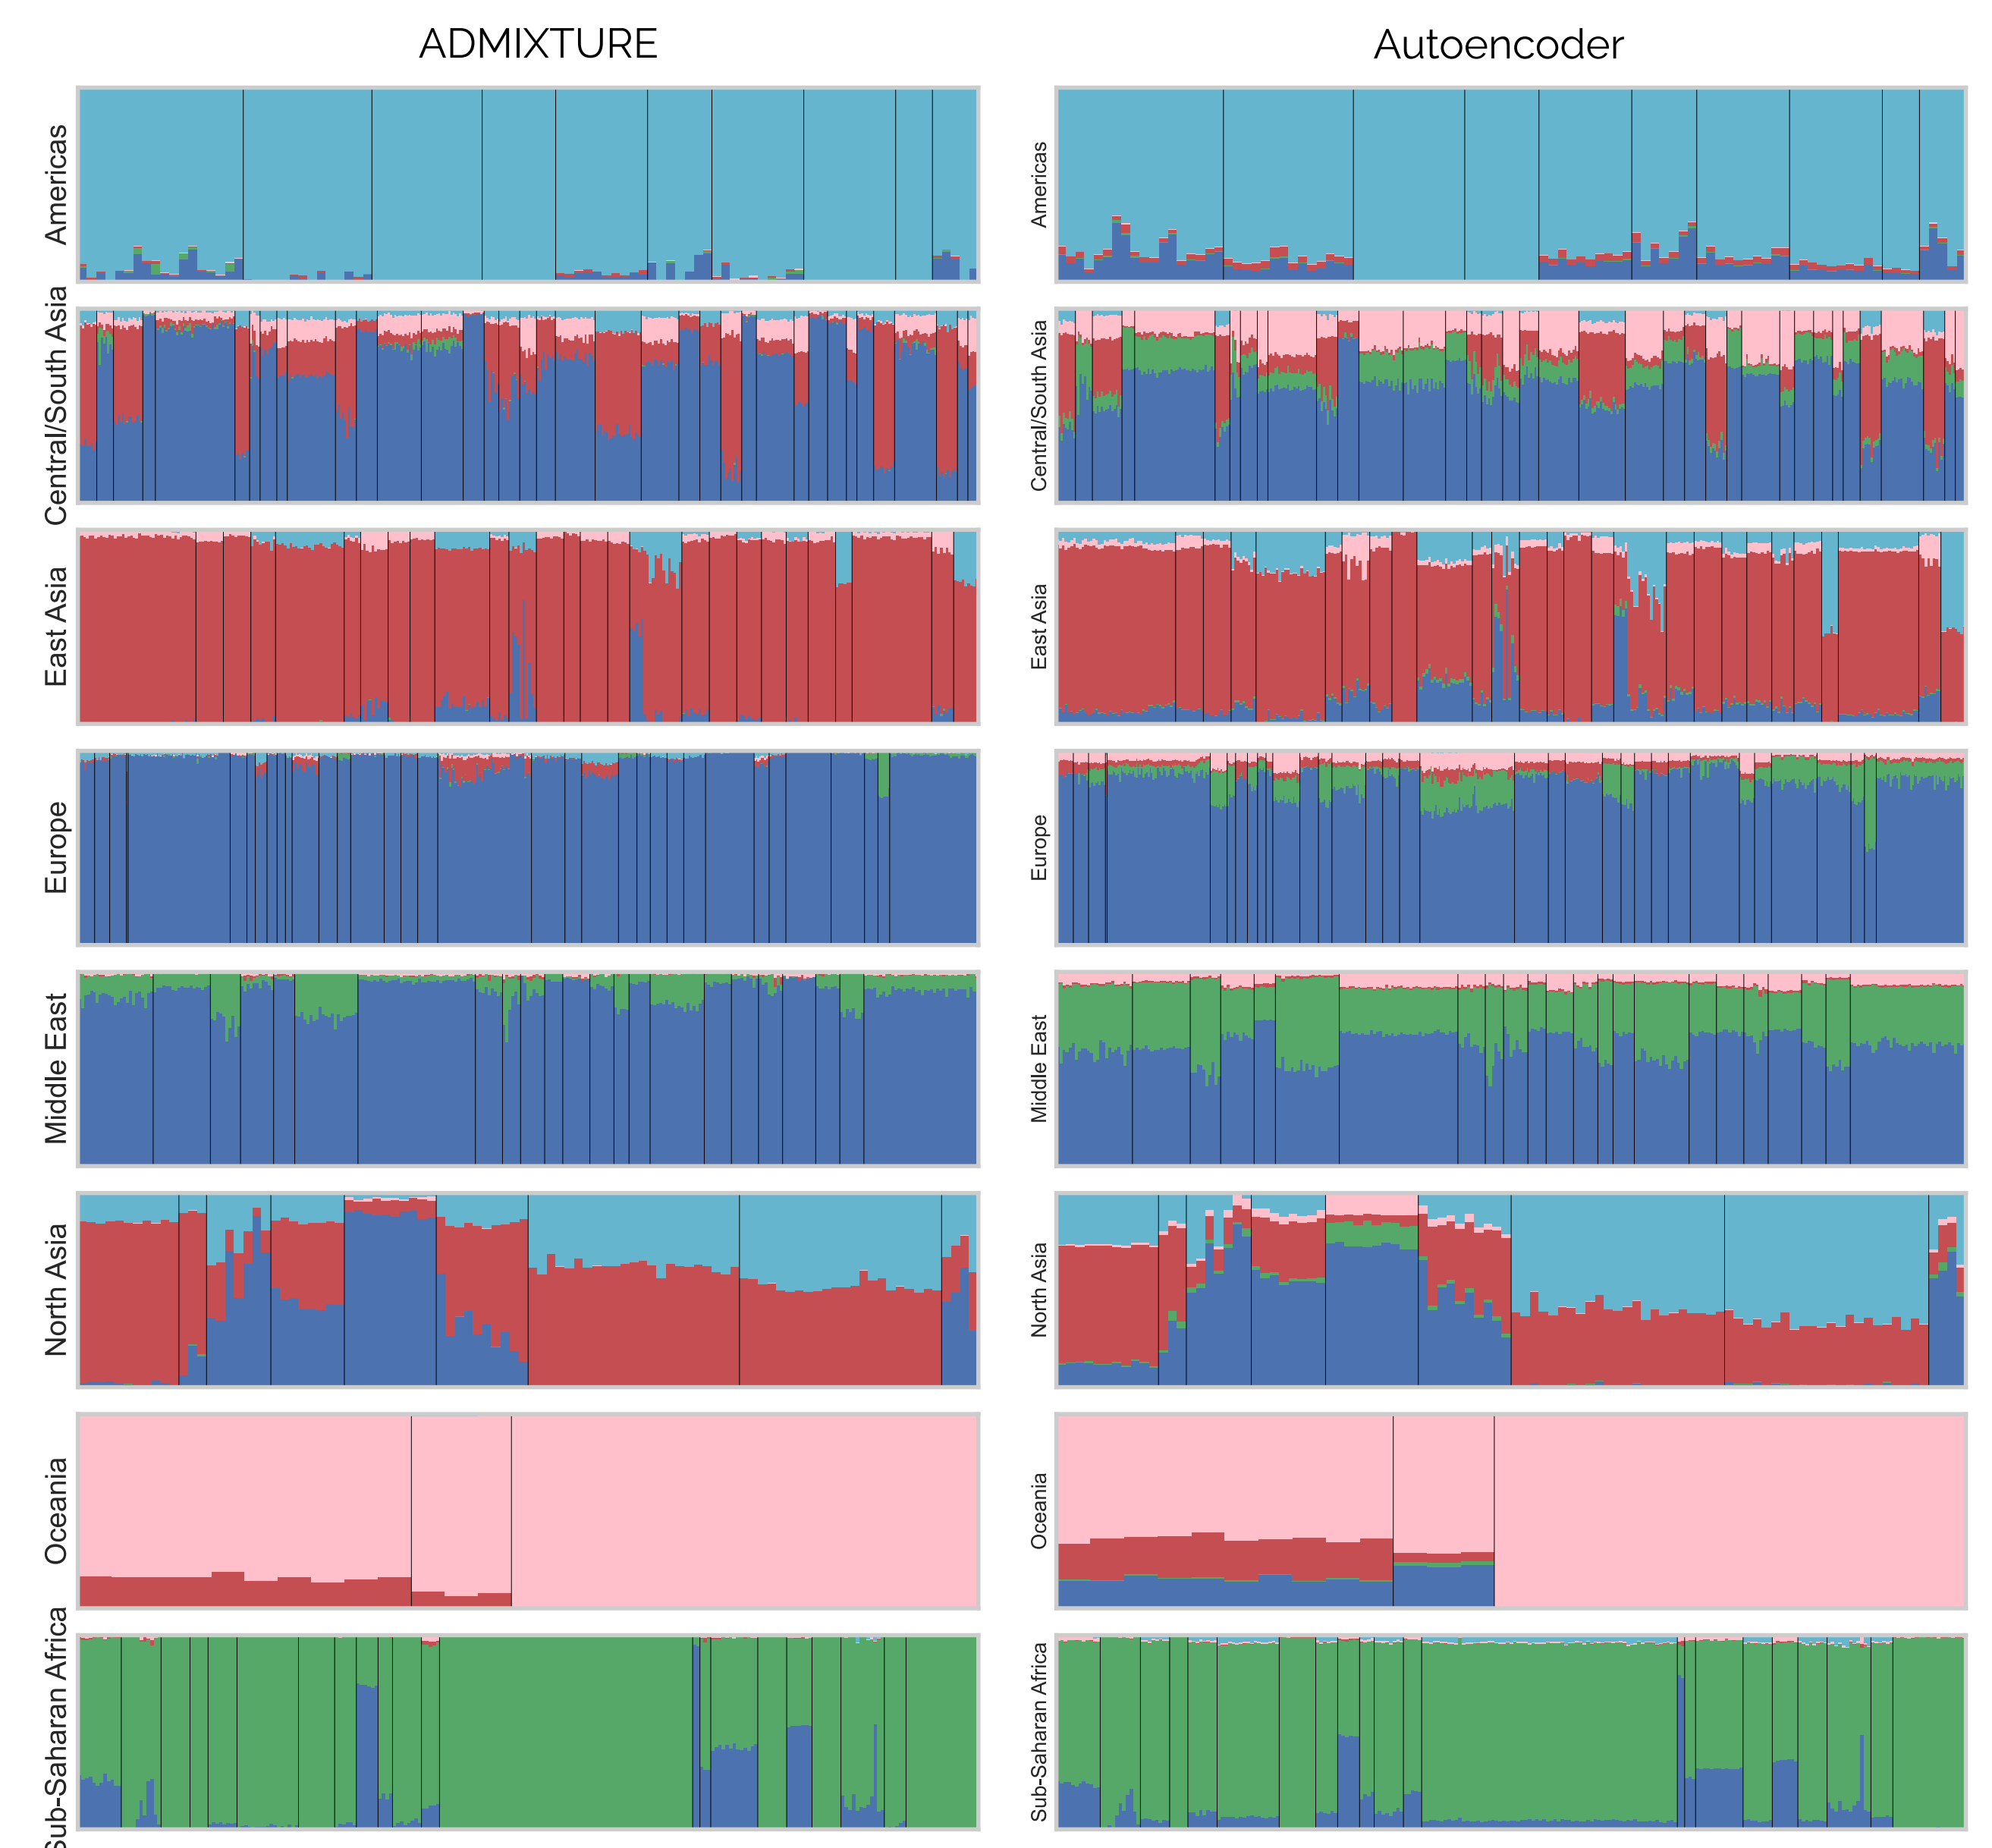 ADMIXTURE
Autoencoder
Americas
Americas
Central/South Asia
Central/South Asia
East Asia
East Asia
Europe
Europe
Middle East
Middle East
North Asia
North Asia
Oceania
Oceania
Sub-Saharan Africa
Sub-Saharan Africa